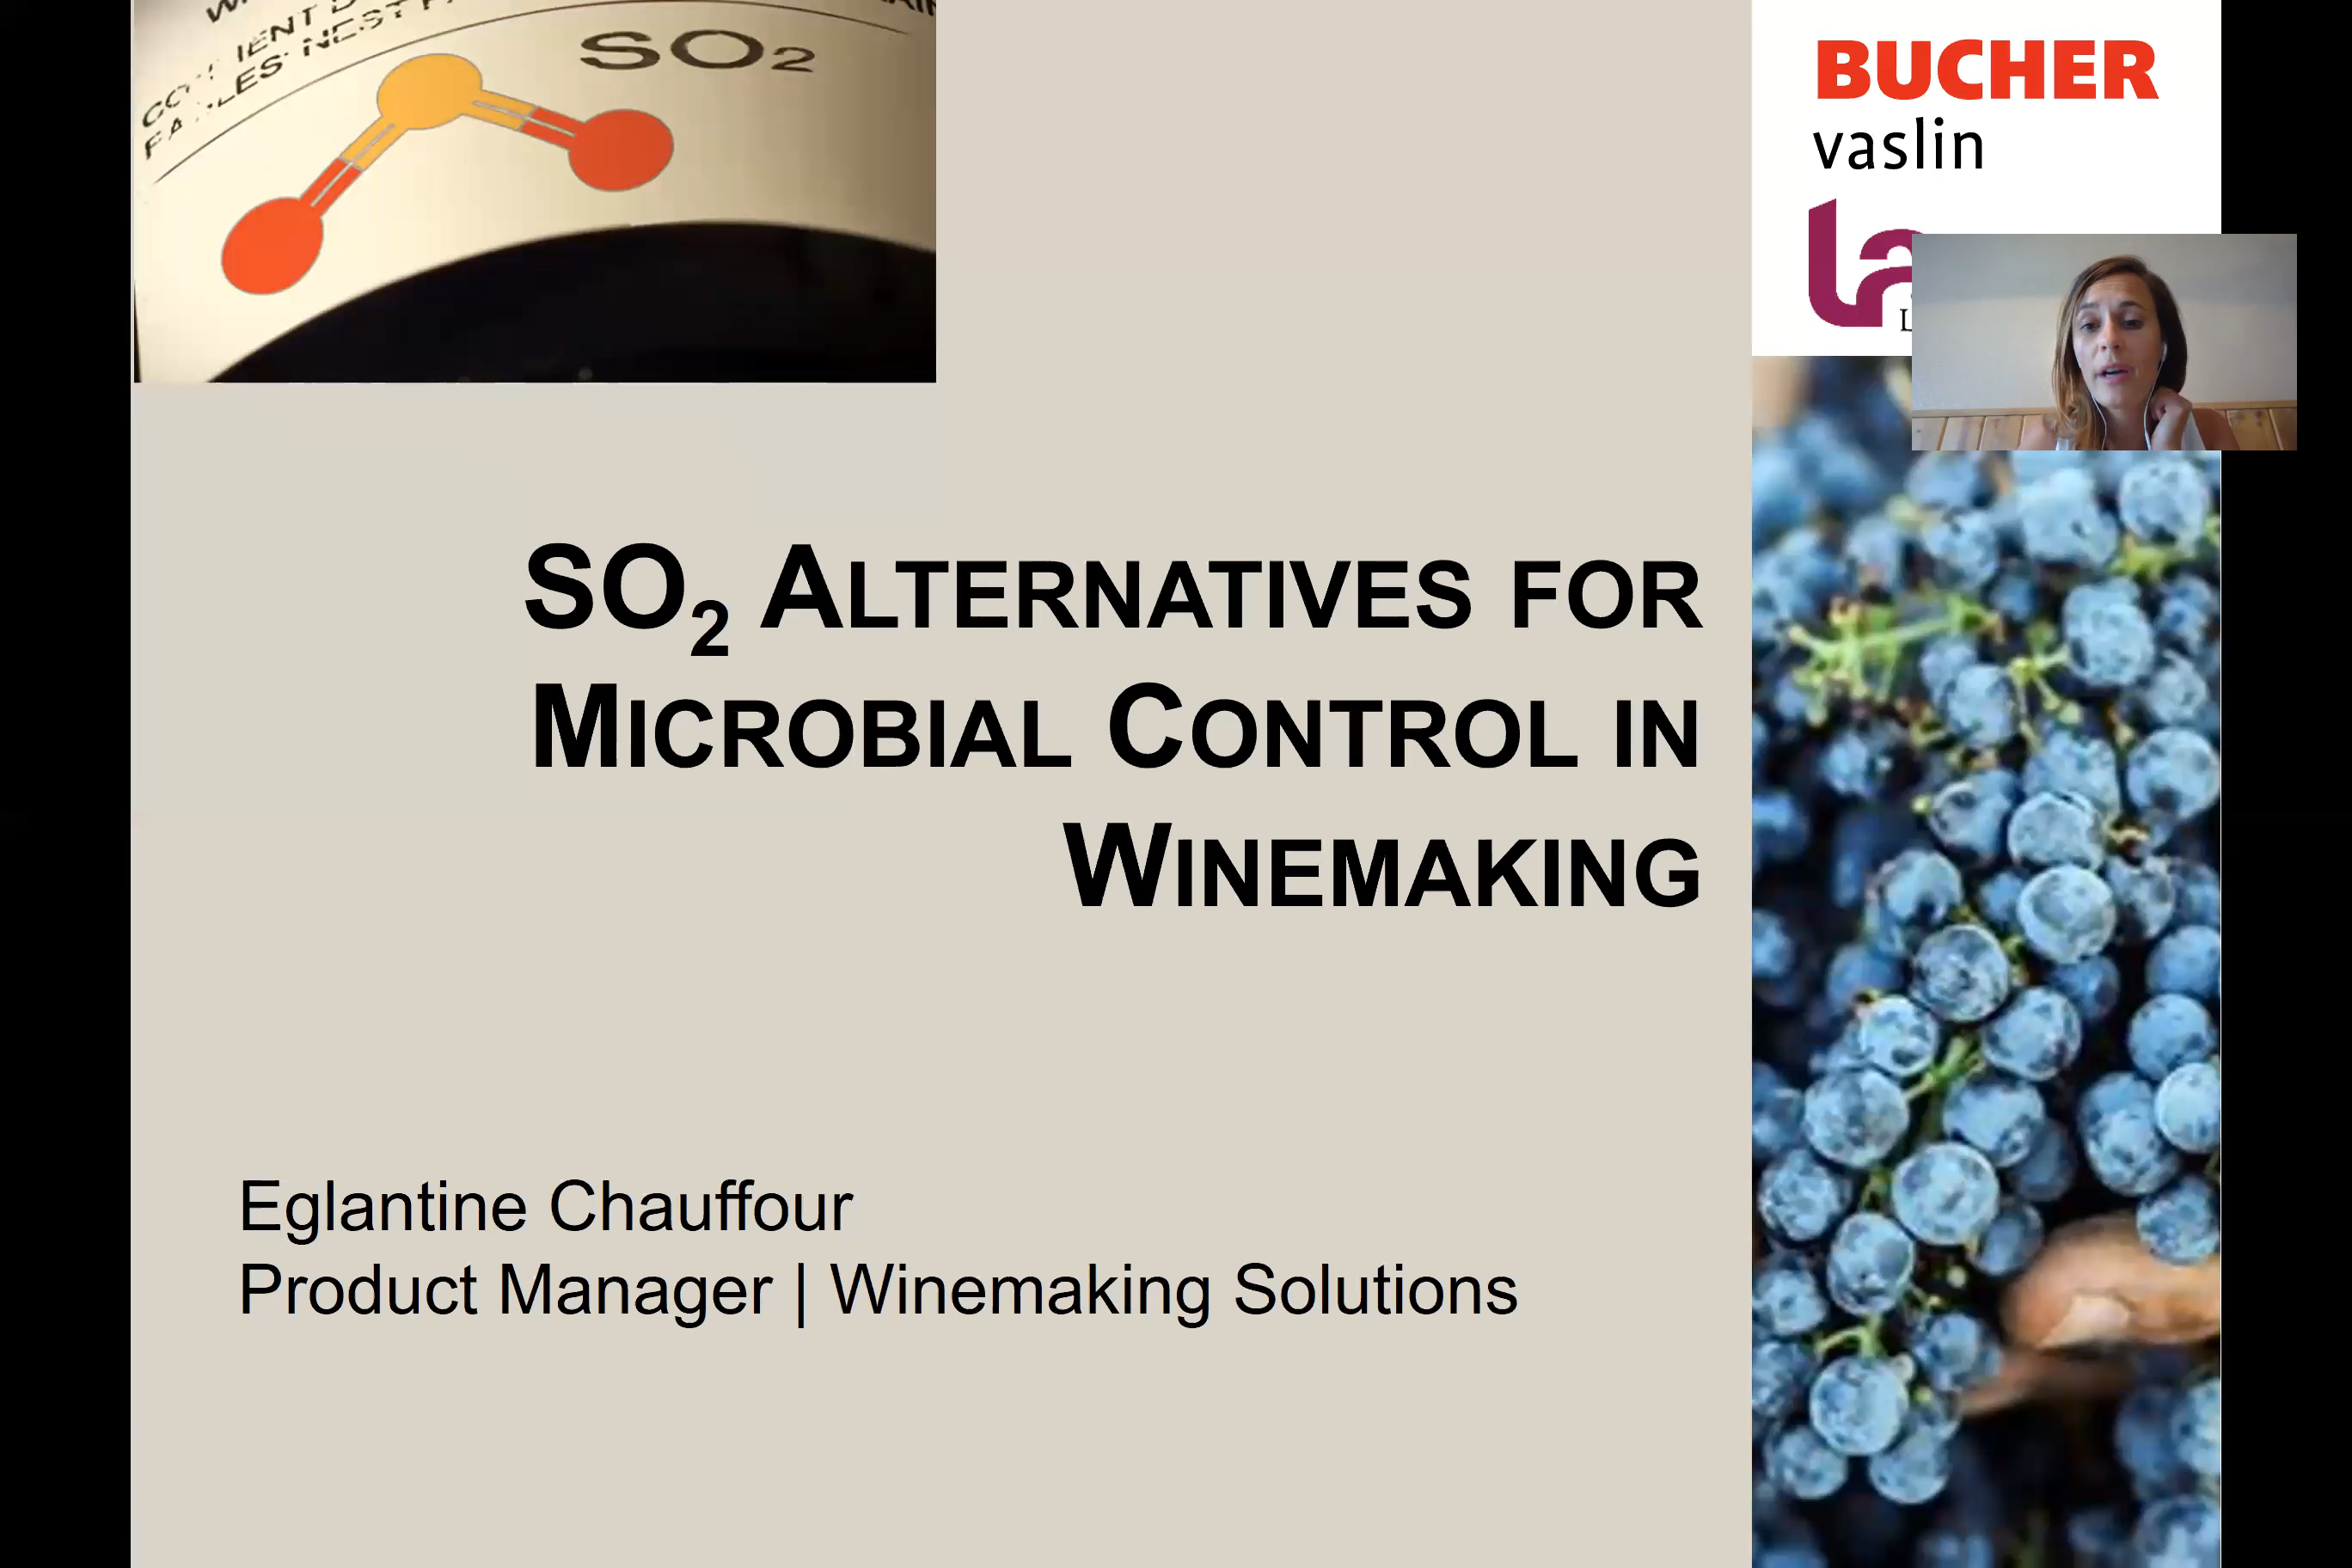 SO2
BUCHER
vaslin
SO2 ALTERNATIVES FOR
MICROBIAL CONTROL IN
WINEMAKING
Eglantine Chauffour
Product Manager | Winemaking Solutions